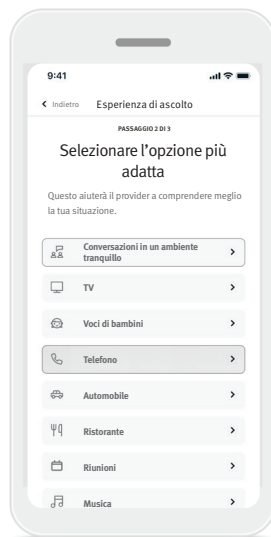 9:41
Indietro Esperienza di ascolto
PASSAGGIO 2 DI 3
Selezionare l'opzione più
adatta
Questo aiuterà il provider a comprendere meglio
la tua situazione.
Conversazioni in un ambiente
tranquillo
TV
Voci di bambini
Telefono
Automobile
Ristorante
Riunioni
Musica